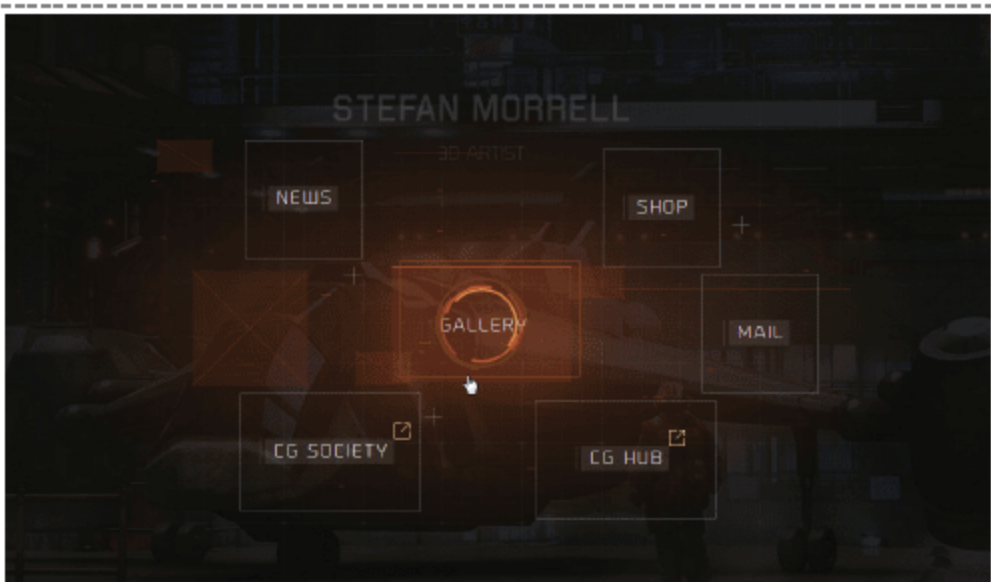 STEFAN MORRELL
3D ARTIST
NEWS
SHOP
GALLERY
MAIL
CG SOCIETY
CG HUB